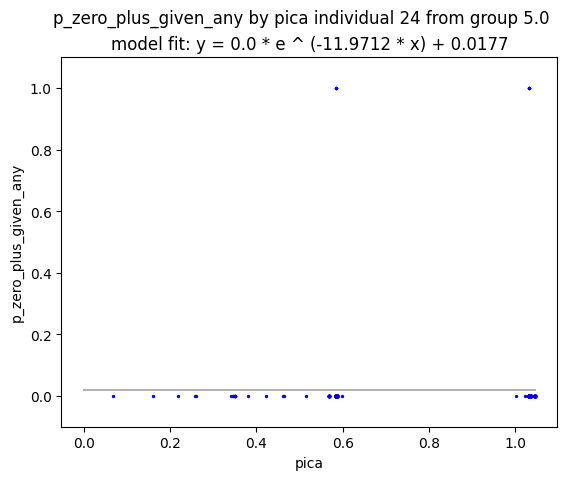 p_zero_plus_given_any by pica individual 24 from group 5.0
model fit: y = 0.0 * e ^ (-11.9712 * x) + 0.0177
1.0
0.8
0.6
0.4
0.2
0.0
p_zero_plus_given_any
0.0 0.2 0.4 0.6 0.8 1.0
pica